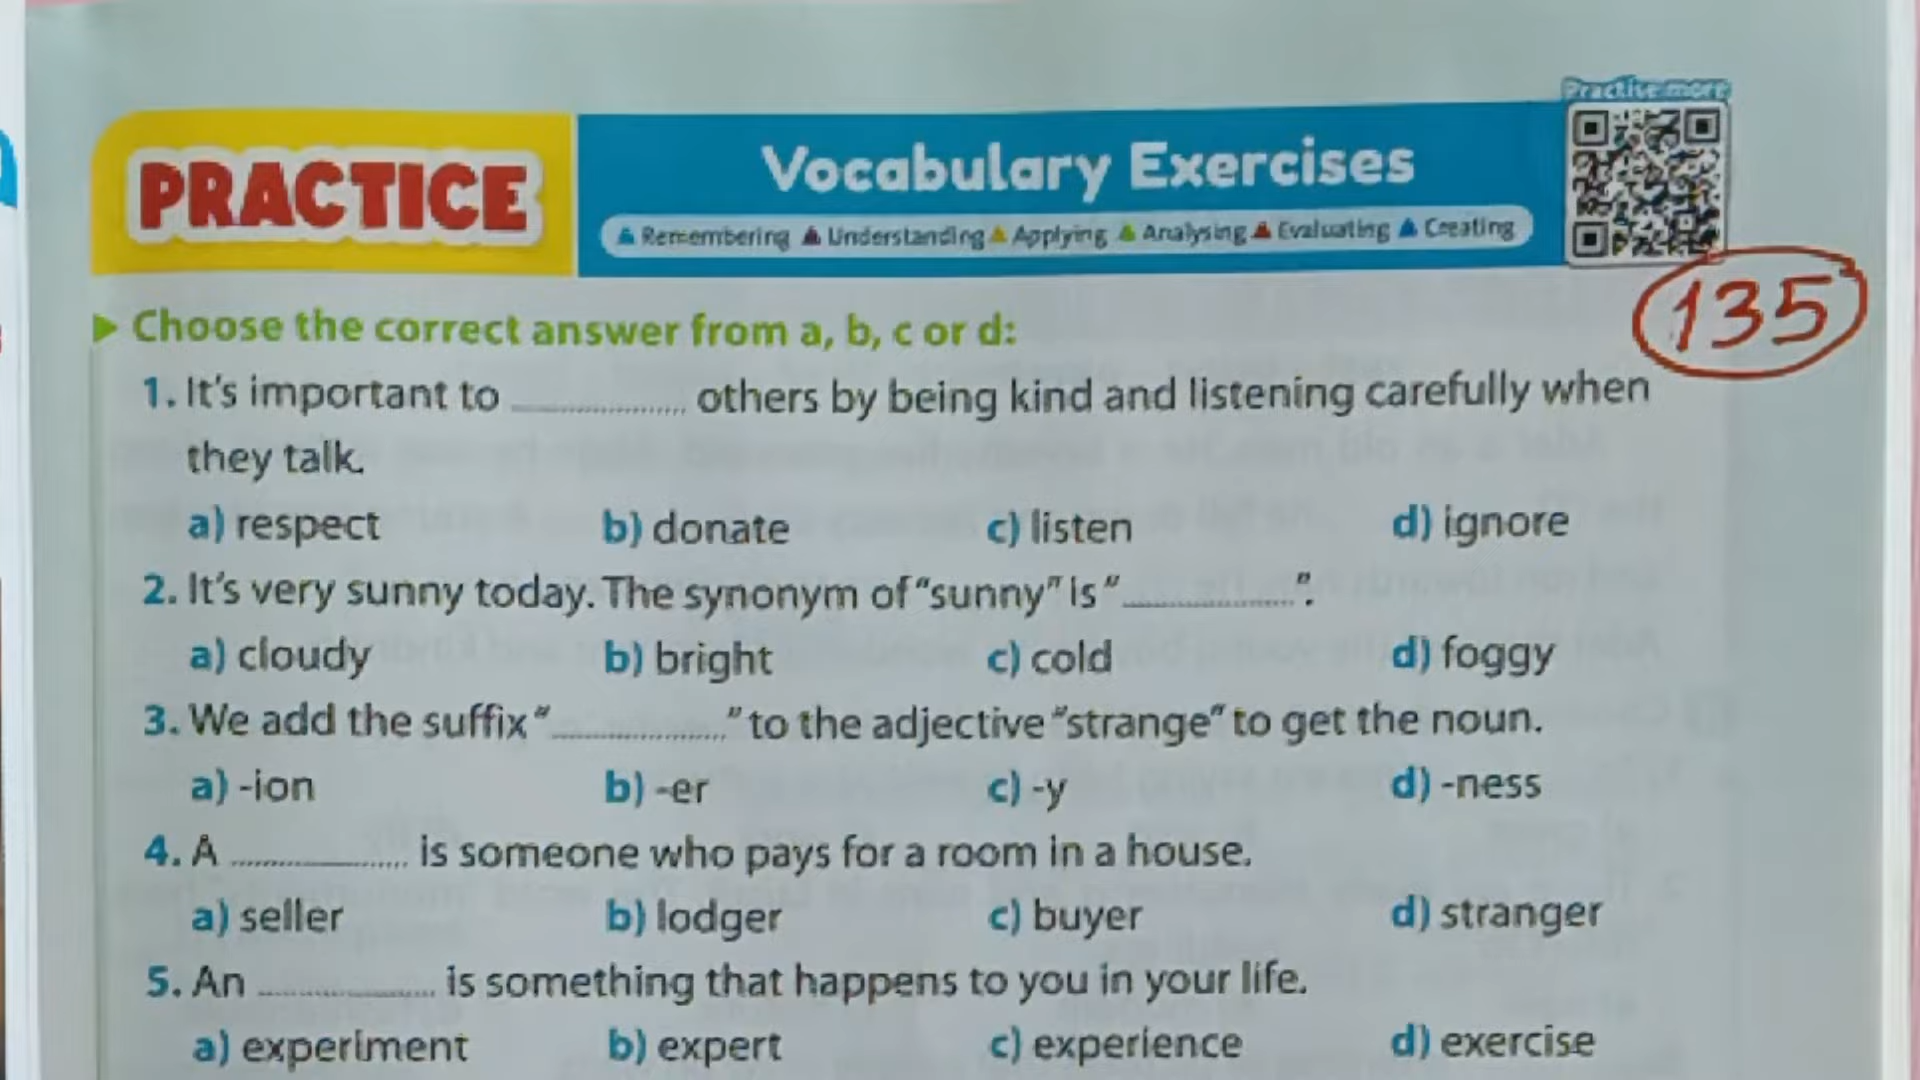 Practive more
PRACTICE
Vocabulary Exercises
Remembering Understanding Applying Analysing Evaluating Creating
135
Choose the correct answer from a, b, c or d:
1. It's important to ………… others by being kind and listening carefully when
they talk.
a) respect b) donate c) listen d) ignore
2. It's very sunny today. The synonym of "sunny" is "…………".
a) cloudy b) bright c) cold d) foggy
3. We add the suffix "…………" to the adjective "strange" to get the noun.
a) -ion b) -er c) -y d) -ness
4. A ………… is someone who pays for a room in a house.
a) seller b) lodger c) buyer d) stranger
5. An ………… is something that happens to you in your life.
a) experiment b) expert c) experience d) exercise